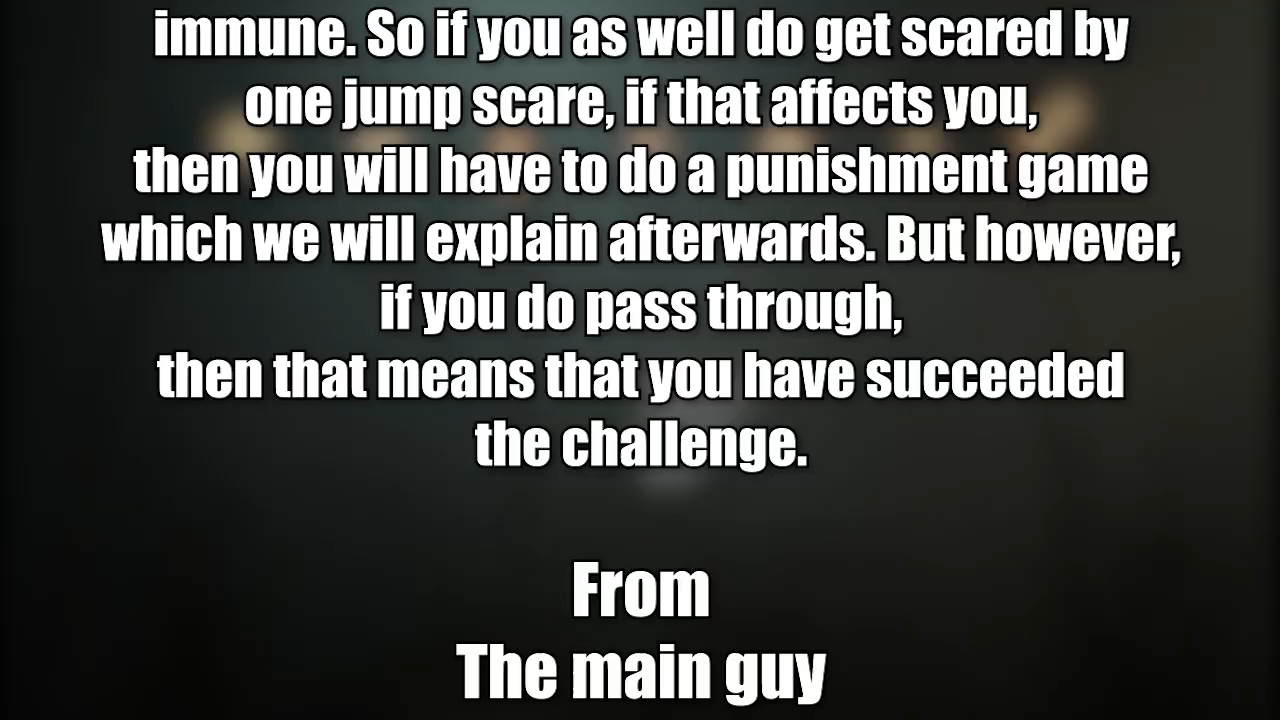 immune. So if you as well do get scared by
one jump scare, if that affects you,
then you will have to do a punishment game
which we will explain afterwards. But however,
if you do pass through,
then that means that you have succeeded
the challenge.
From
The main guy